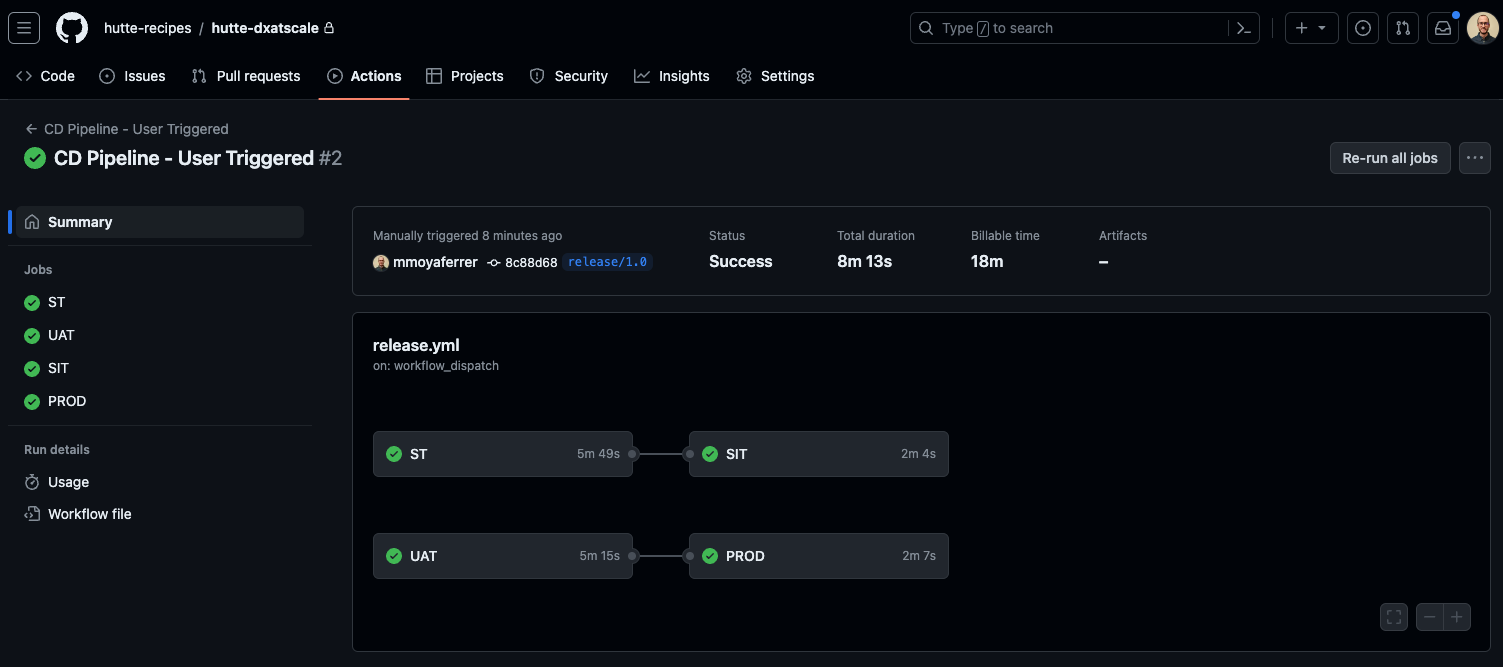 hutte-recipes / hutte-dxatscale
Type / to search
Code Issues Pull requests Actions Projects Security Insights Settings
← CD Pipeline - User Triggered
CD Pipeline - User Triggered #2
Re-run all jobs
Summary
Jobs
ST
UAT
SIT
PROD
Run details
Usage
Workflow file
Manually triggered 8 minutes ago
mmoyaferrer 8c88d68 release/1.0
Status
Success
Total duration
8m 13s
Billable time
18m
Artifacts
–
release.yml
on: workflow_dispatch
ST 5m 49s
SIT 2m 4s
UAT 5m 15s
PROD 2m 7s